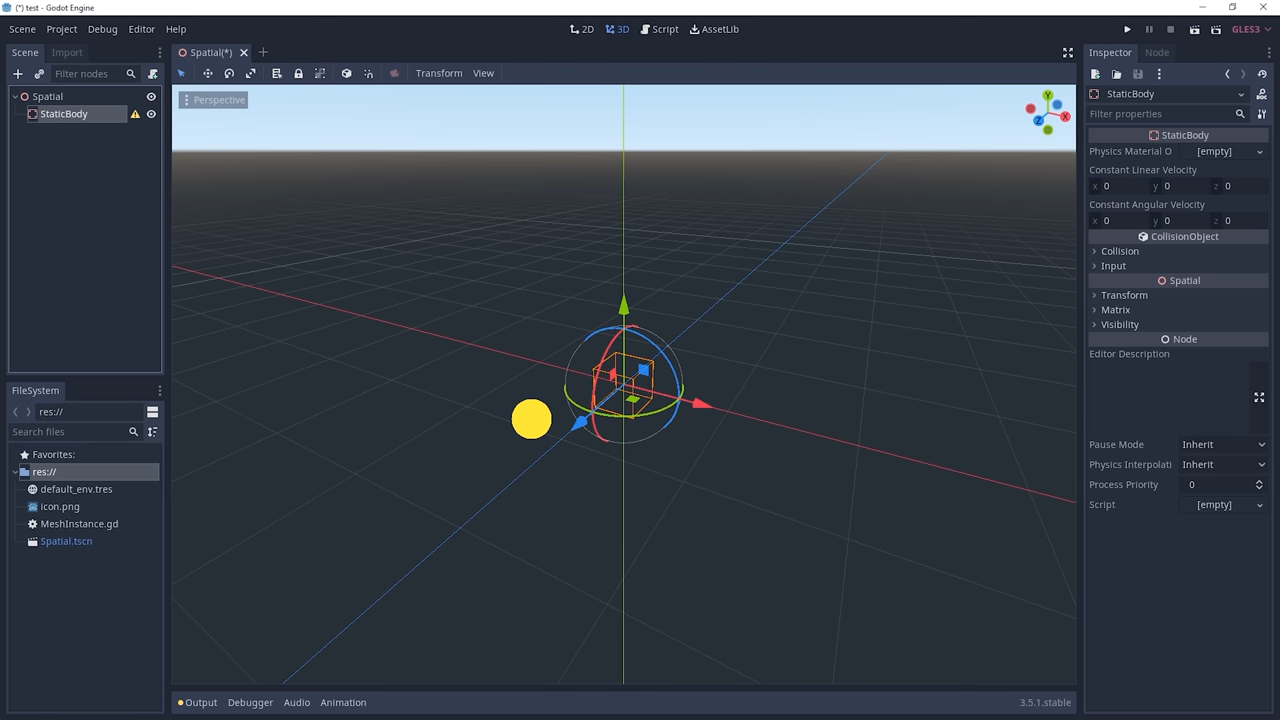 (*) test - Godot Engine
Scene Project Debug Editor Help
2D 3D Script AssetLib
GLES3
Scene Import
Filter nodes
Spatial
StaticBody
FileSystem
res://
Search files
Favorites:
res://
default_env.tres
icon.png
MeshInstance.gd
Spatial.tscn
Spatial(*)
Transform View
Perspective
Y
X
Z
Output Debugger Audio Animation
3.5.1.stable
Inspector Node
StaticBody
Filter properties
StaticBody
Physics Material O [empty]
Constant Linear Velocity
x 0 y 0 z 0
Constant Angular Velocity
x 0 y 0 z 0
CollisionObject
Collision
Input
Spatial
Transform
Matrix
Visibility
Node
Editor Description
Pause Mode Inherit
Physics Interpolati Inherit
Process Priority 0
Script [empty]